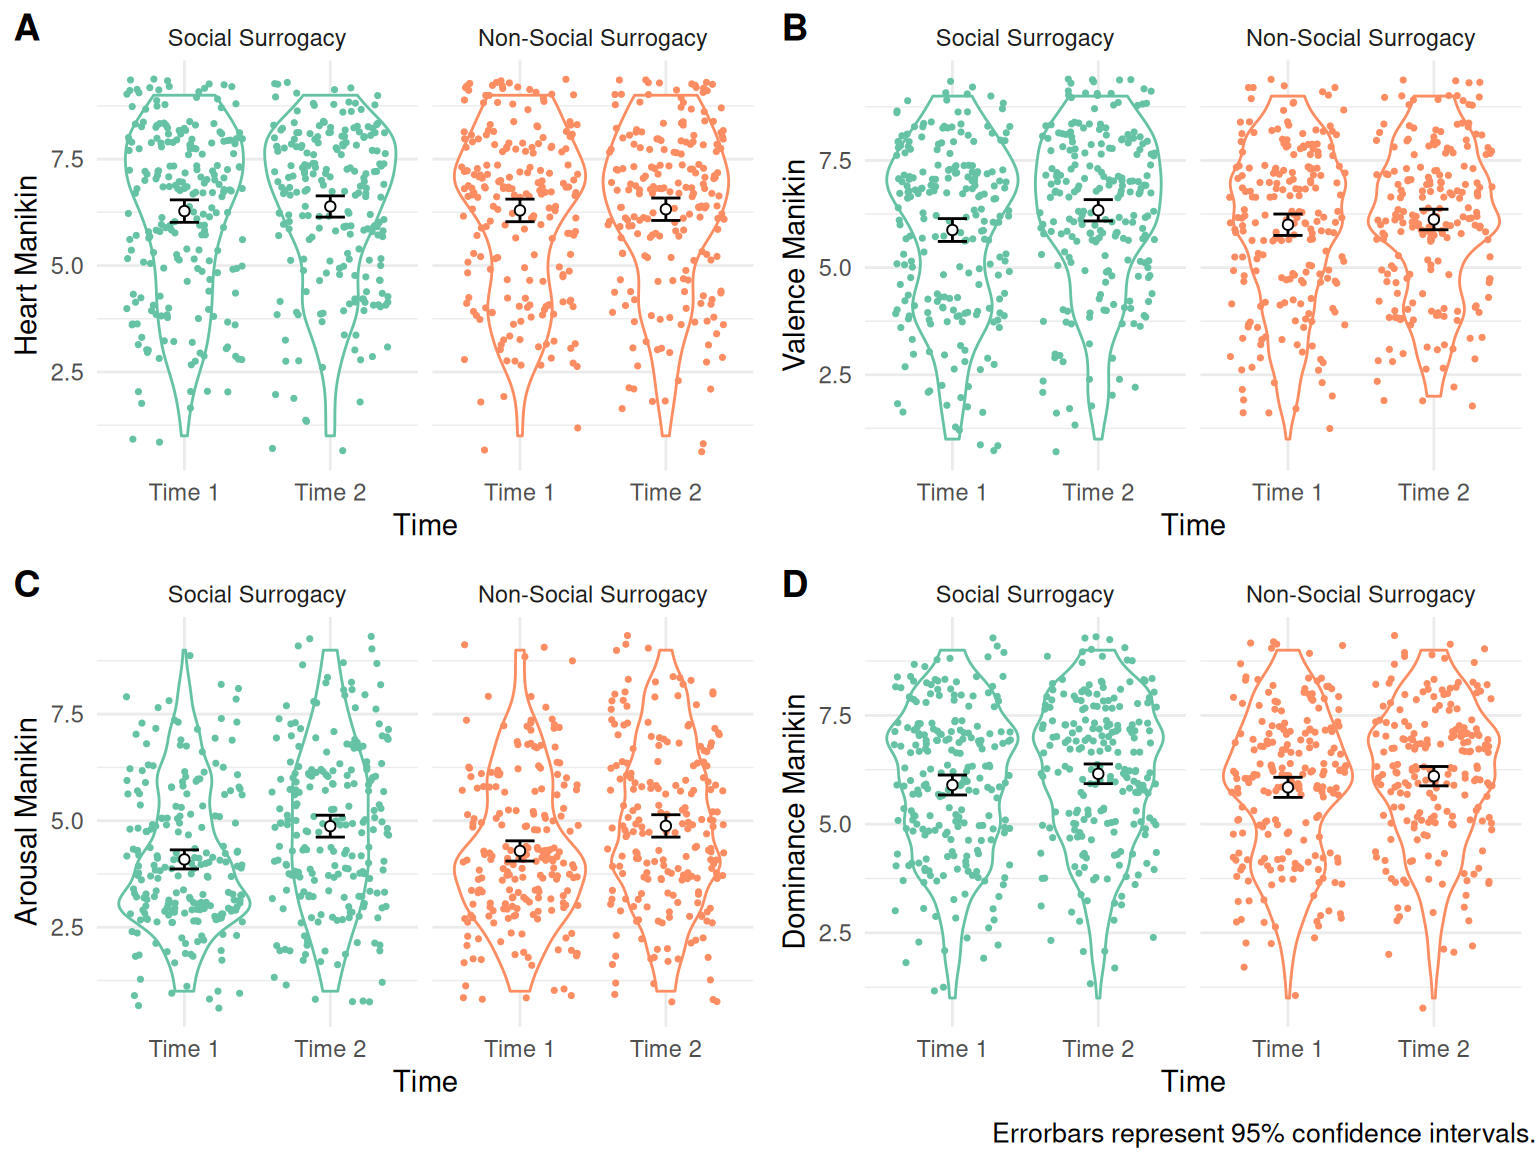 A
Social Surrogacy
Non-Social Surrogacy
Heart Manikin
7.5
5.0
2.5
Time 1
Time 2
Time 1
Time 2
Time
B
Social Surrogacy
Non-Social Surrogacy
Valence Manikin
7.5
5.0
2.5
Time 1
Time 2
Time 1
Time 2
Time
C
Social Surrogacy
Non-Social Surrogacy
Arousal Manikin
7.5
5.0
2.5
Time 1
Time 2
Time 1
Time 2
Time
D
Social Surrogacy
Non-Social Surrogacy
Dominance Manikin
7.5
5.0
2.5
Time 1
Time 2
Time 1
Time 2
Time
Errorbars represent 95% confidence intervals.